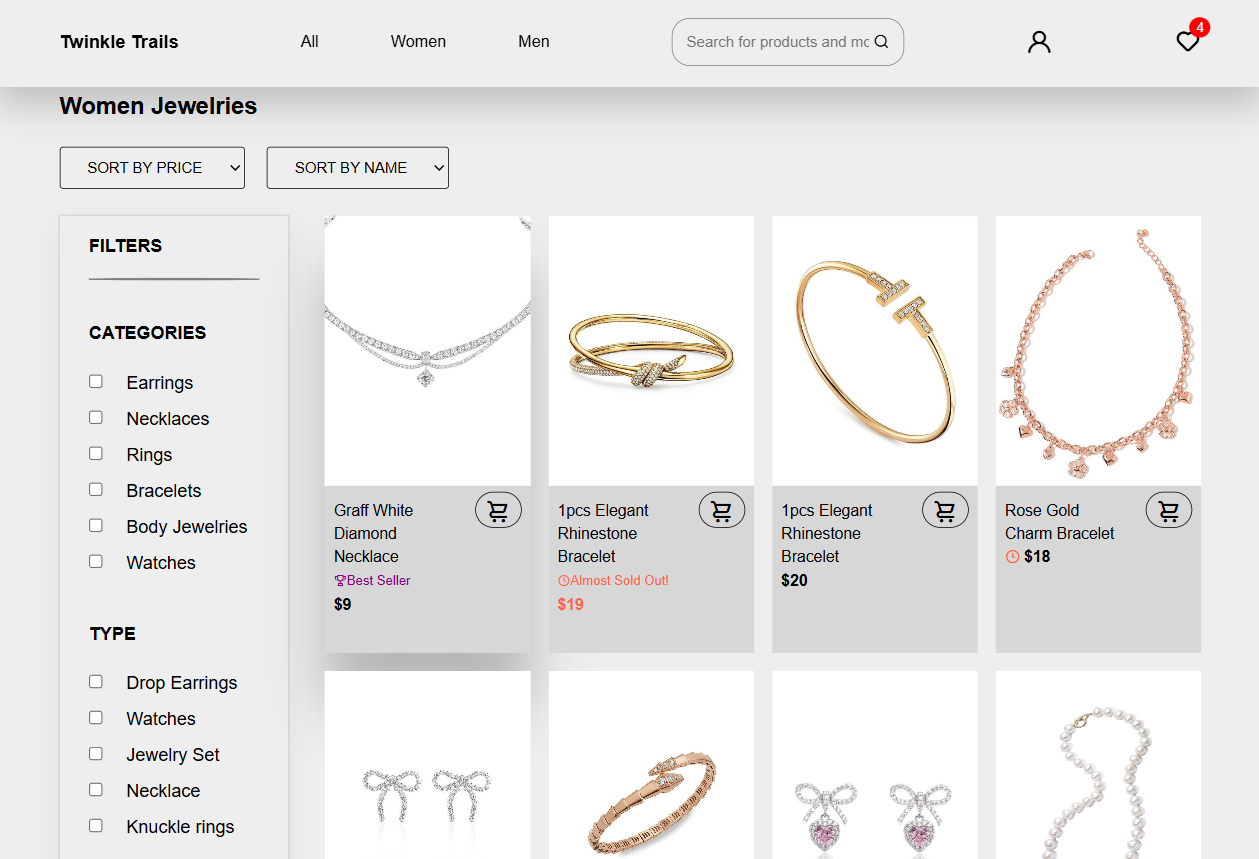 Twinkle Trails
All
Women
Men
Search for products and mo
4
Women Jewelries
SORT BY PRICE
SORT BY NAME
FILTERS
CATEGORIES
Earrings
Necklaces
Rings
Bracelets
Body Jewelries
Watches
TYPE
Drop Earrings
Watches
Jewelry Set
Necklace
Knuckle rings
Graff White
Diamond
Necklace
Best Seller
$9
1pcs Elegant
Rhinestone
Bracelet
Almost Sold Out!
$19
1pcs Elegant
Rhinestone
Bracelet
$20
Rose Gold
Charm Bracelet
$18